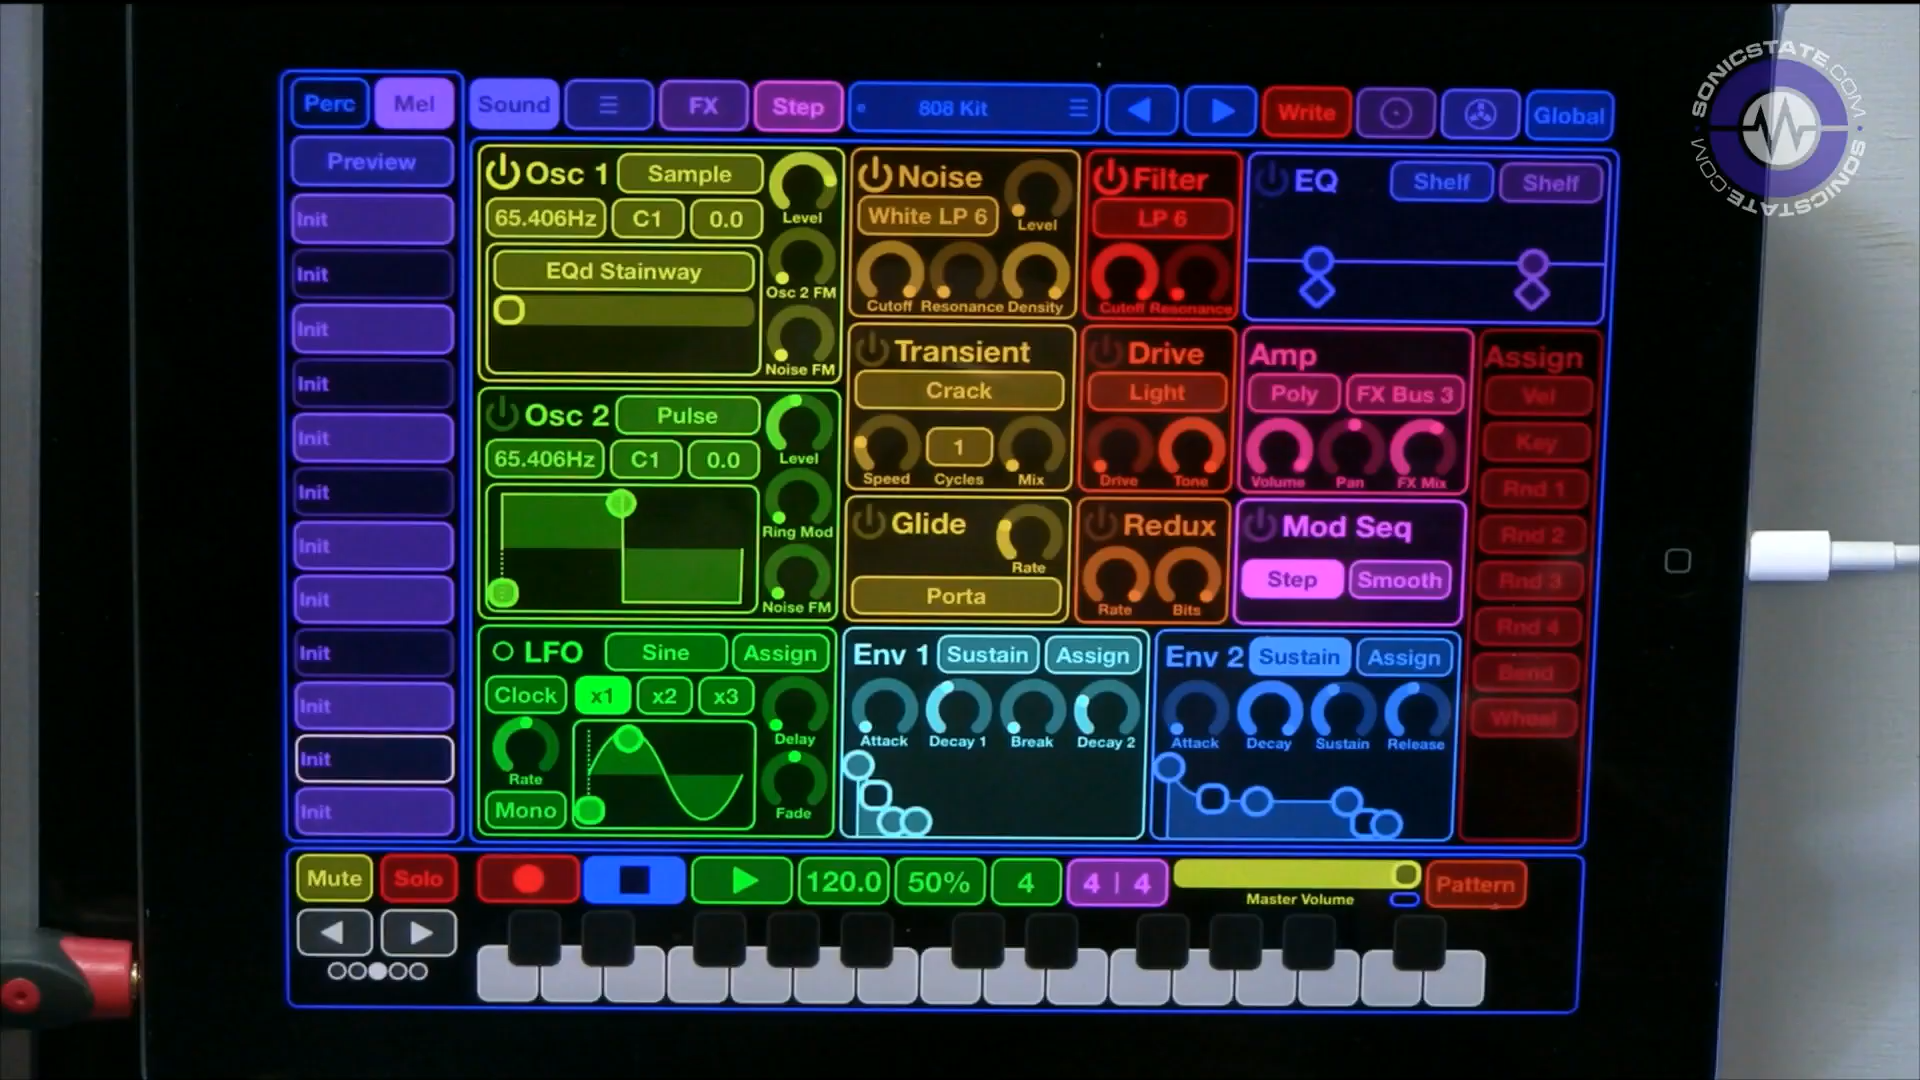 Perc Mel Sound FX Step 808 Kit Write Global
SONICSTATE.COM SONICSTATE.COM
Preview
Init
Init
Init
Init
Init
Init
Init
Init
Init
Init
Init
Init
Osc 1 Sample
65.406Hz C1 0.0
Level
EQd Stainway
Osc 2 FM
Noise FM
Noise
White LP 6
Level
Cutoff Resonance Density
Filter
LP 6
Cutoff Resonance
EQ Shelf Shelf
Osc 2 Pulse
65.406Hz C1 0.0
Level
Ring Mod
Noise FM
Transient
Crack
1
Speed Cycles Mix
Drive
Light
Drive Tone
Amp
Poly FX Bus 3
Volume Pan FX Mix
Assign
Vel
Key
Rnd 1
Rnd 2
Rnd 3
Rnd 4
Bend
Wheel
Glide
Rate
Porta
Redux
Rate Bits
Mod Seq
Step Smooth
LFO Sine Assign
Clock x1 x2 x3
Rate
Delay
Mono
Fade
Env 1 Sustain Assign
Attack Decay 1 Break Decay 2
Env 2 Sustain Assign
Attack Decay Sustain Release
Mute Solo 120.0 50% 4 4 | 4 Pattern
Master Volume